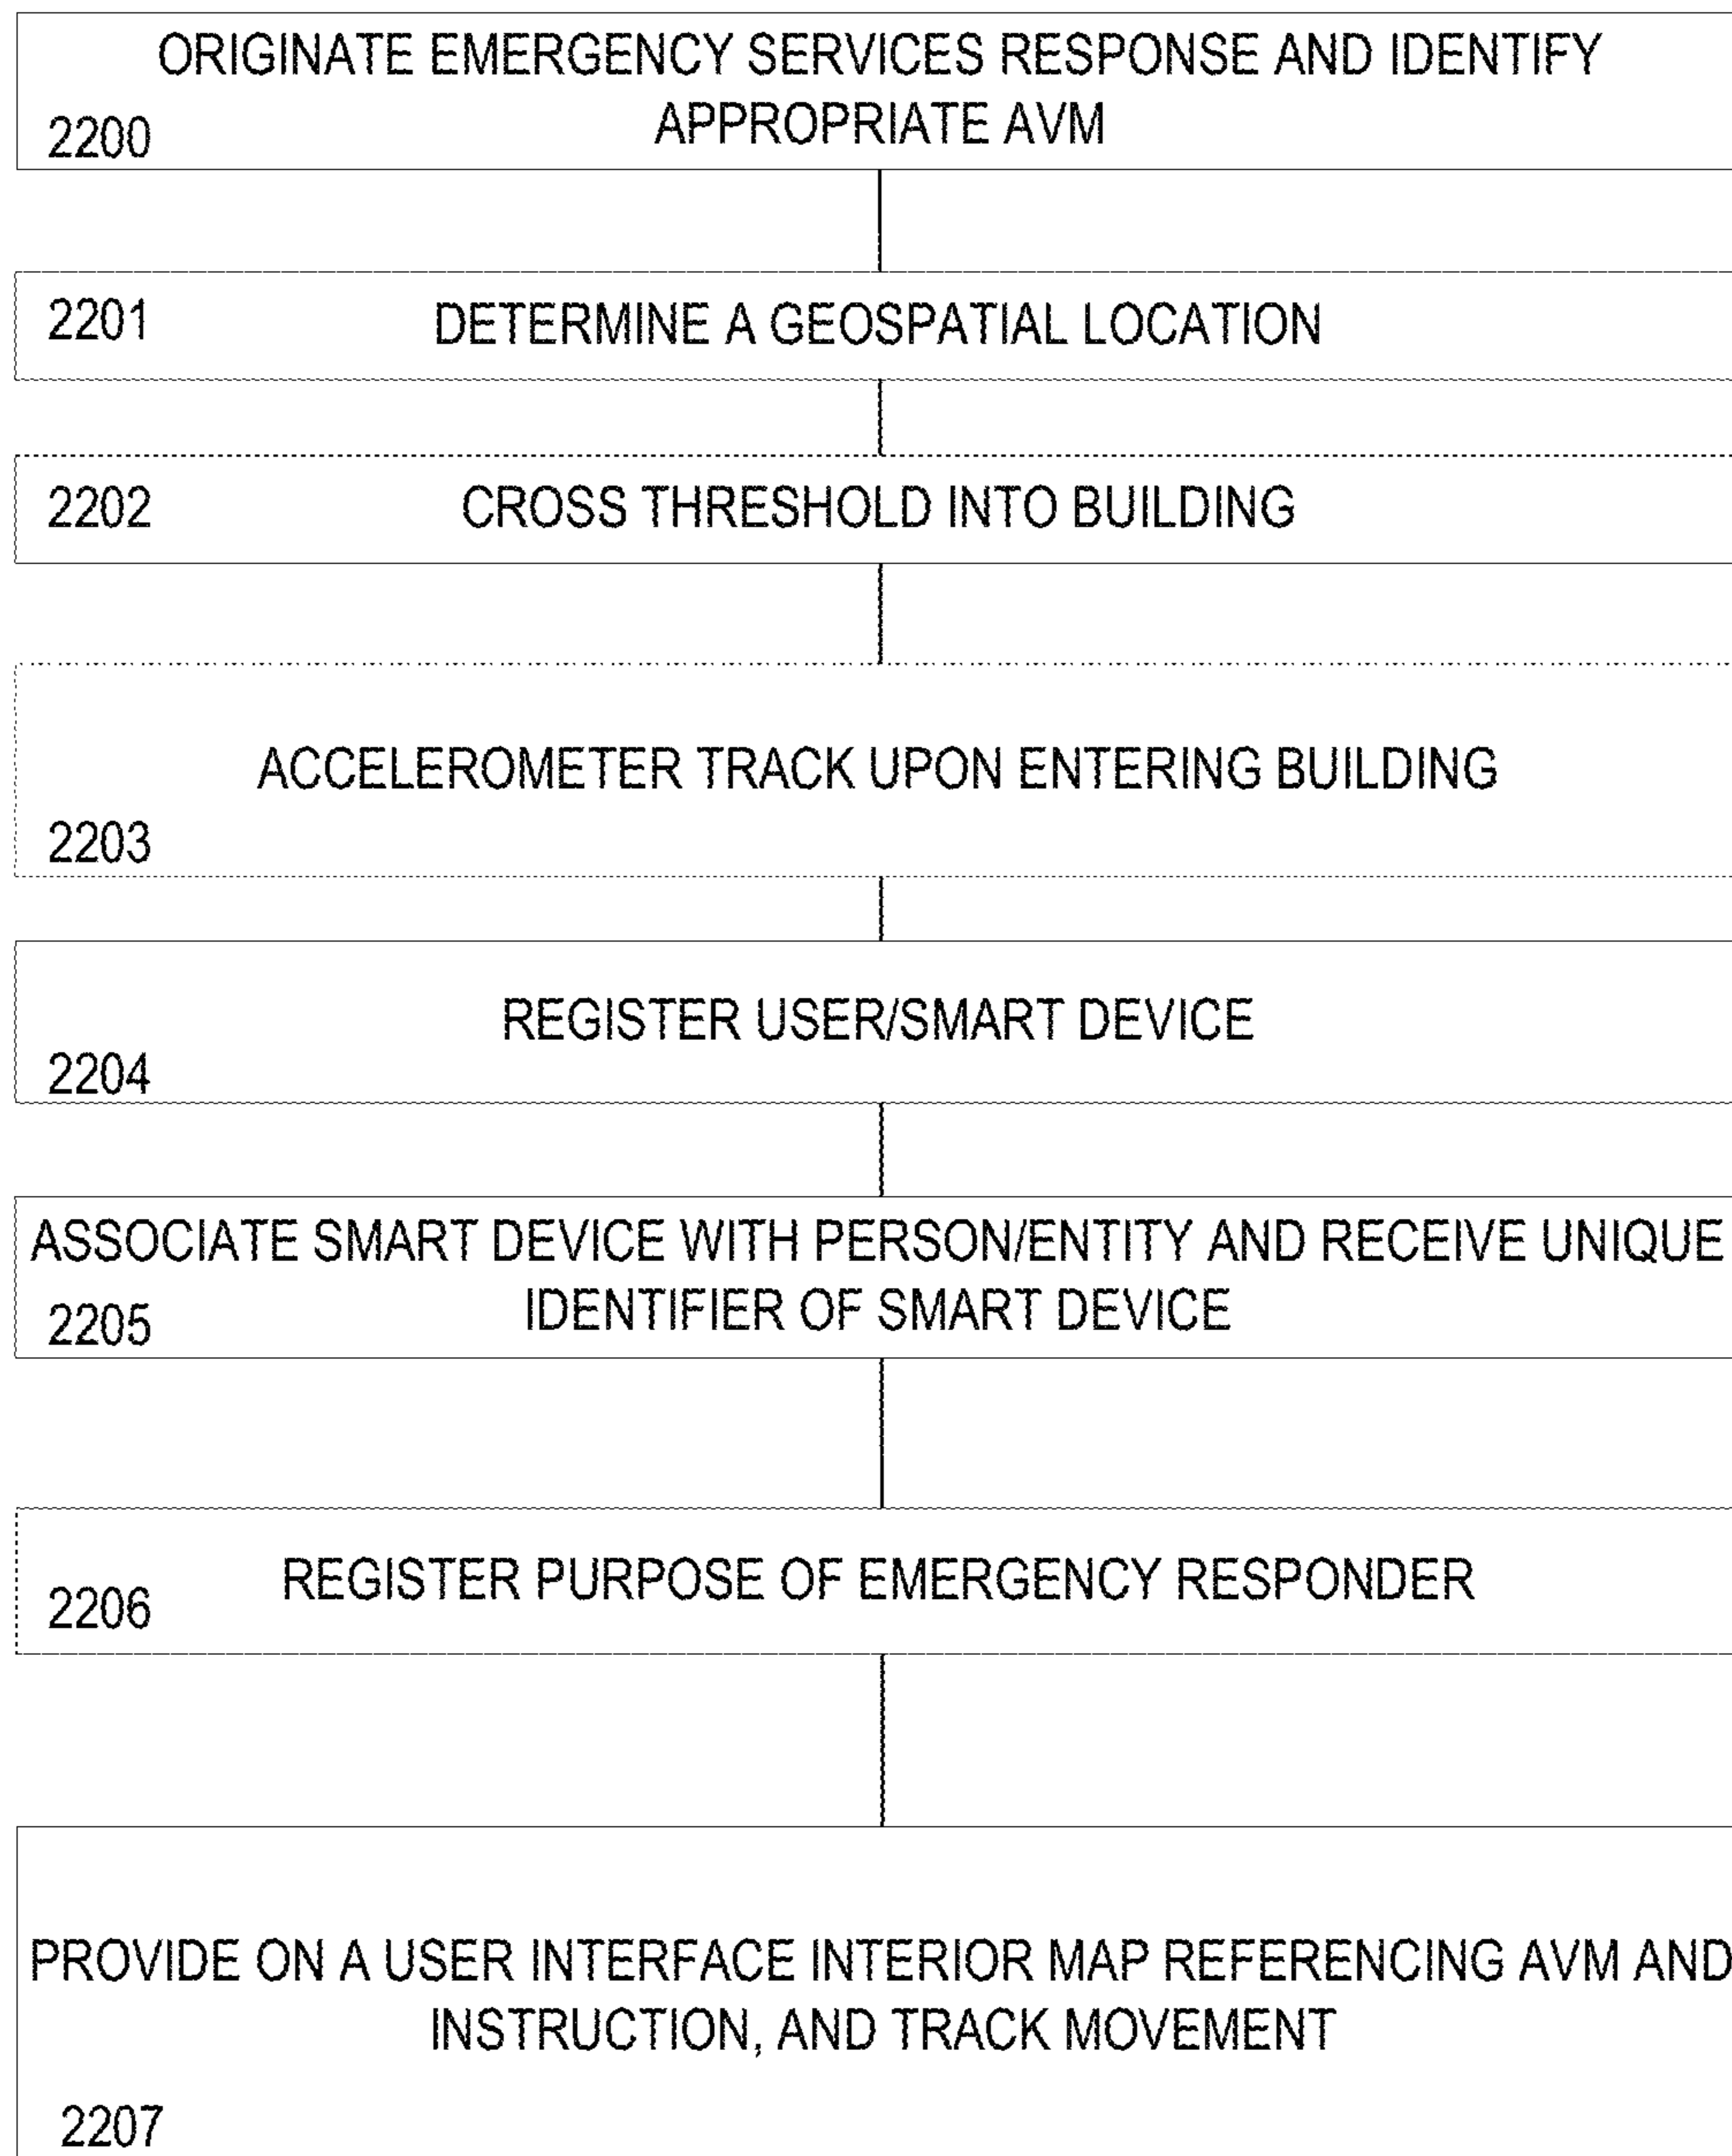 ORIGINATE EMERGENCY SERVICES RESPONSE AND IDENTIFY
APPROPRIATE AVM
2200
2201
DETERMINE A GEOSPATIAL LOCATION
2202
CROSS THRESHOLD INTO BUILDING
ACCELEROMETER TRACK UPON ENTERING BUILDING
2203
REGISTER USER/SMART DEVICE
2204
ASSOCIATE SMART DEVICE WITH PERSON/ENTITY AND RECEIVE UNIQUE
IDENTIFIER OF SMART DEVICE
2205
REGISTER PURPOSE OF EMERGENCY RESPONDER
2206
PROVIDE ON A USER INTERFACE INTERIOR MAP REFERENCING AVM AND
INSTRUCTION, AND TRACK MOVEMENT
2207